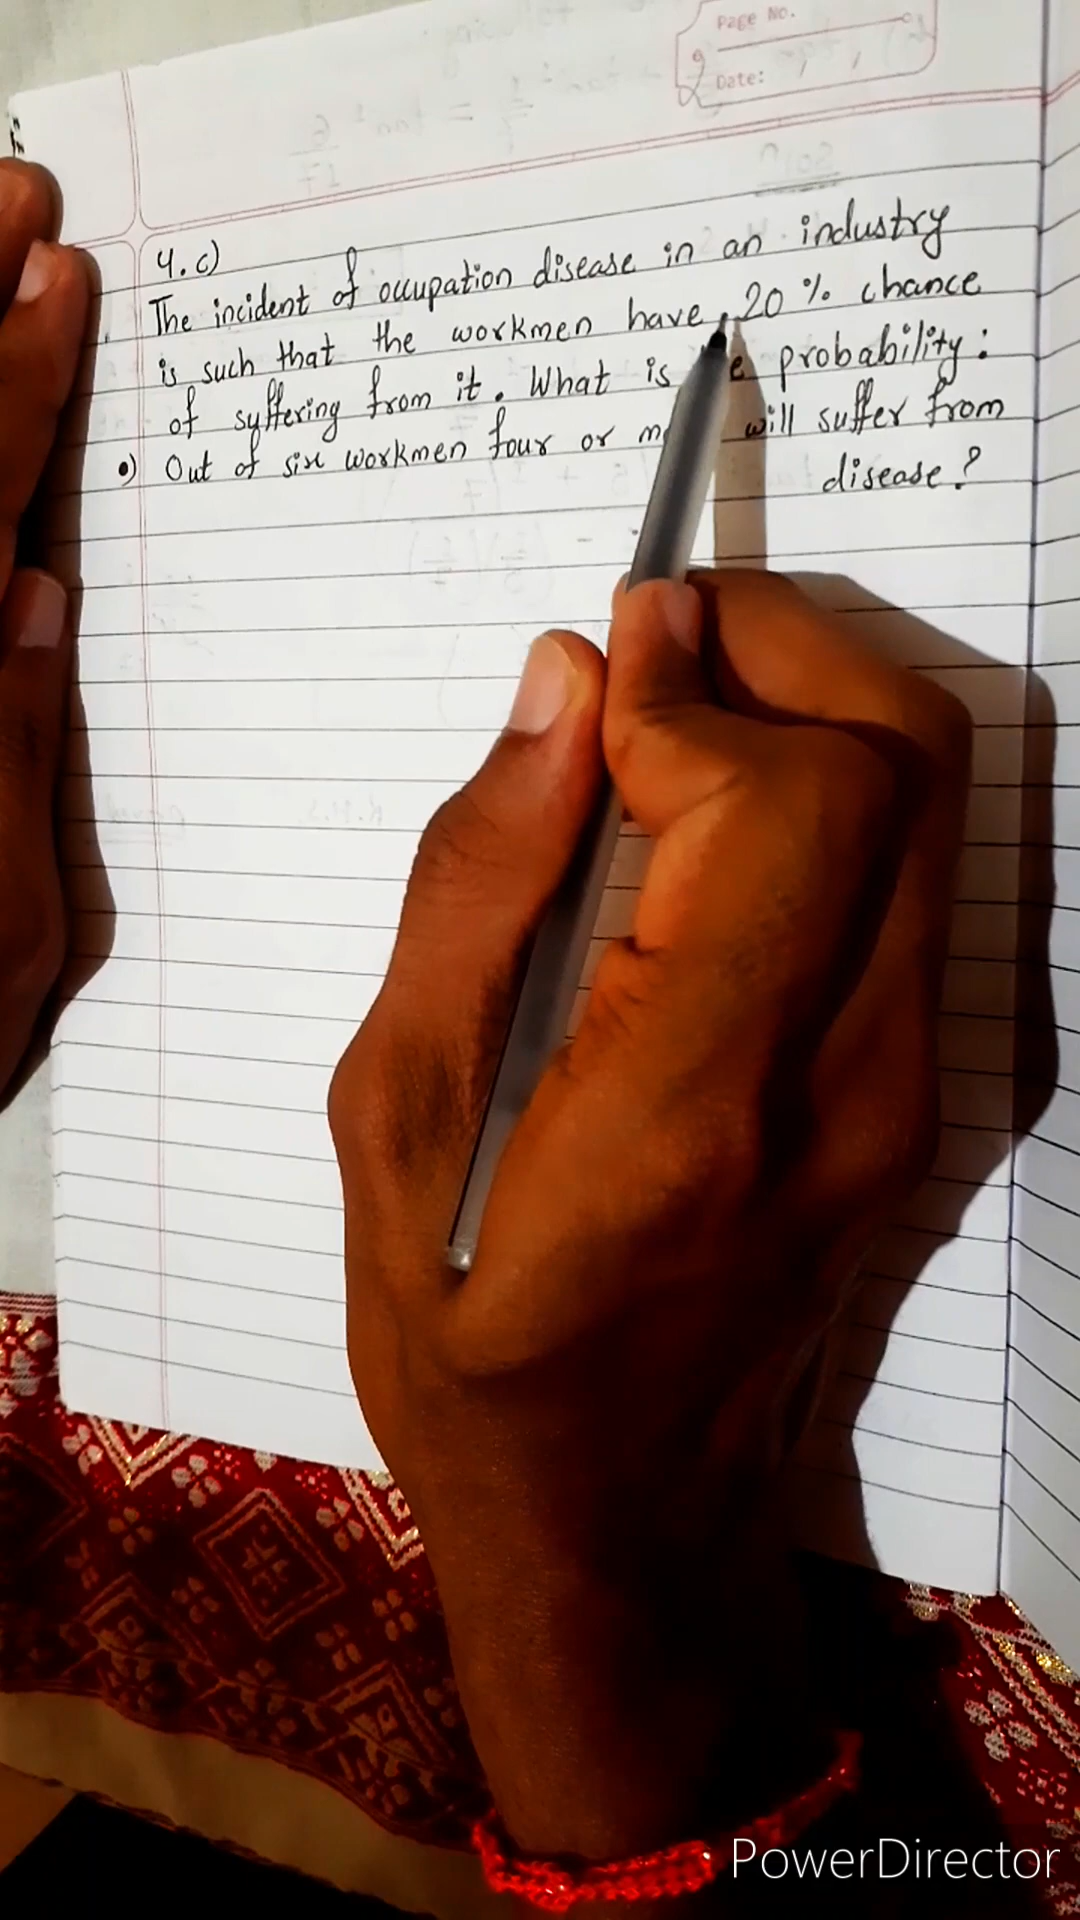 Page No.
Date:
4.c)
The incident of occupation disease in an industry
is such that the workmen have 20 % chance
of suffering from it. What is probability:
Out of six workmen four or will suffer from
disease?
PowerDirector